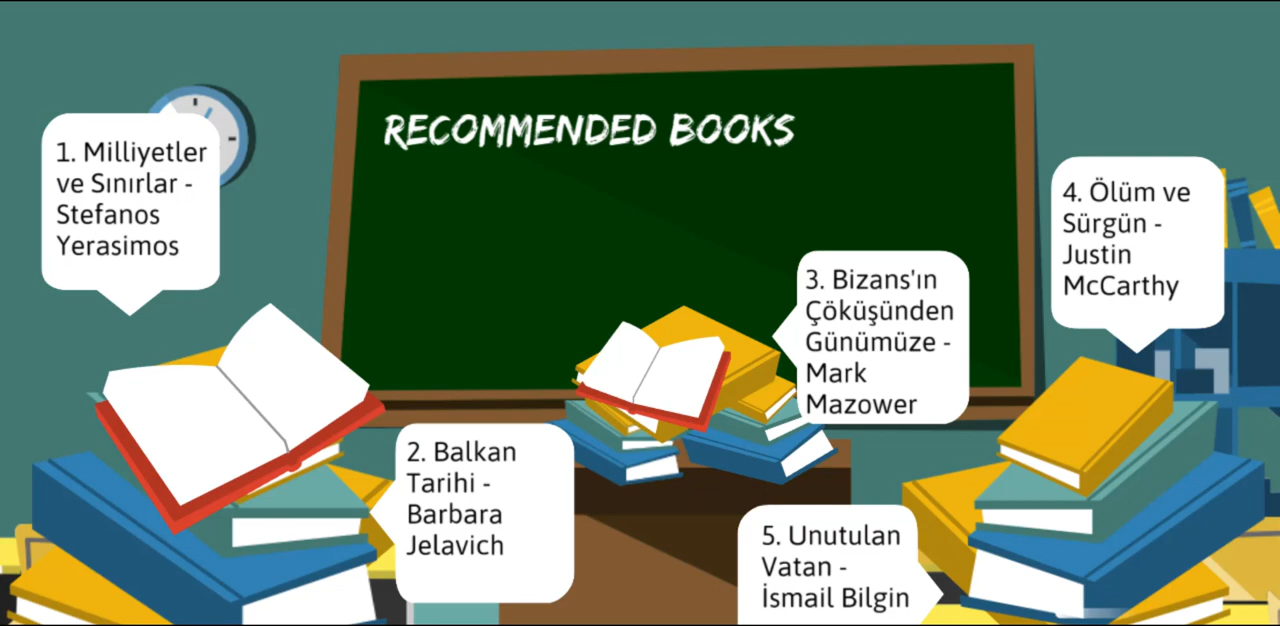 RECOMMENDED BOOKS
1. Milliyetler
ve Sınırlar -
Stefanos
Yerasimos
2. Balkan
Tarihi -
Barbara
Jelavich
3. Bizans'ın
Çöküşünden
Günümüze -
Mark
Mazower
4. Ölüm ve
Sürgün -
Justin
McCarthy
5. Unutulan
Vatan -
İsmail Bilgin